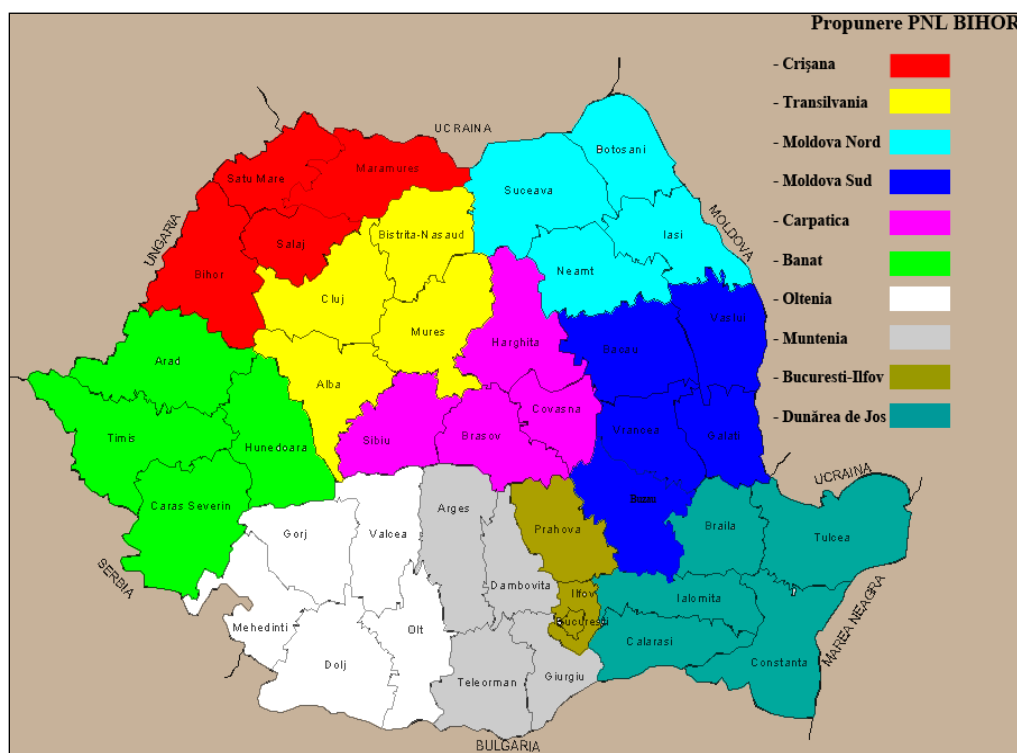 Propunere PNL BIHOR
- Crişana
- Transilvania
- Moldova Nord
- Moldova Sud
- Carpatica
- Banat
- Oltenia
- Muntenia
- Bucuresti-Ilfov
- Dunărea de Jos
UCRAINA
UNGARIA
MOLDOVA
SERBIA
BULGARIA
UCRAINA
MAREA NEAGRA
Satu Mare
Maramures
Salaj
Bihor
Botosani
Suceava
Iasi
Neamt
Bistrita-Nasaud
Cluj
Mures
Alba
Harghita
Covasna
Sibiu
Brasov
Bacau
Vaslui
Vrancea
Galati
Buzau
Arad
Timis
Hunedoara
Caras Severin
Gorj
Valcea
Mehedinti
Dolj
Olt
Arges
Dambovita
Teleorman
Giurgiu
Prahova
Ilfov
Bucuresti
Braila
Tulcea
Ialomita
Calarasi
Constanta